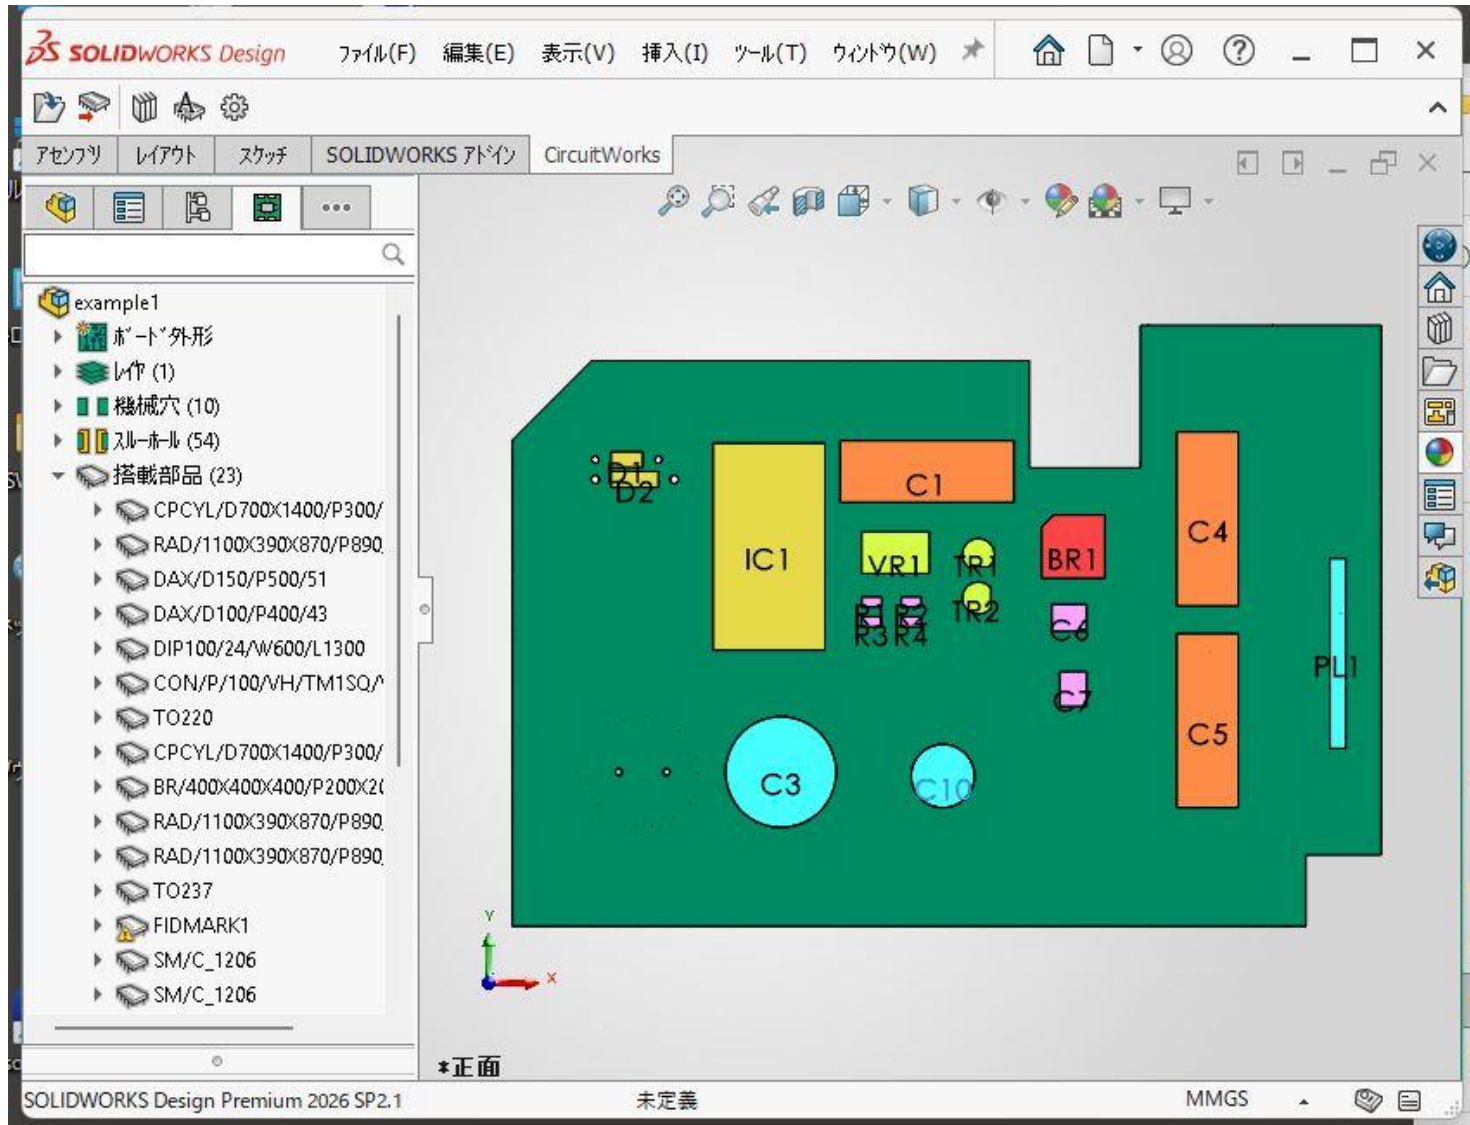 SOLIDWORKS Design ファイル(F) 編集(E) 表示(V) 挿入(I) ツール(T) ウィンドウ(W)
アセンブリ レイアウト スケッチ SOLIDWORKS アドイン CircuitWorks
example1
ボード外形
レイヤ (1)
機械穴 (10)
スルーホール (54)
搭載部品 (23)
CPCYL/D700X1400/P300/
RAD/1100X390X870/P890
DAX/D150/P500/51
DAX/D100/P400/43
DIP100/24/W600/L1300
CON/P/100/VH/TM1SQ/
TO220
CPCYL/D700X1400/P300/
BR/400X400X400/P200X20
RAD/1100X390X870/P890
RAD/1100X390X870/P890
TO237
FIDMARK1
SM/C_1206
SM/C_1206
D1
D2
C1
IC1
VR1
TR1
TR2
BR1
C4
R1 R2
R3 R4
C6
C7
PL1
C5
C3
C10
Y
X
*正面
SOLIDWORKS Design Premium 2026 SP2.1 未定義 MMGS